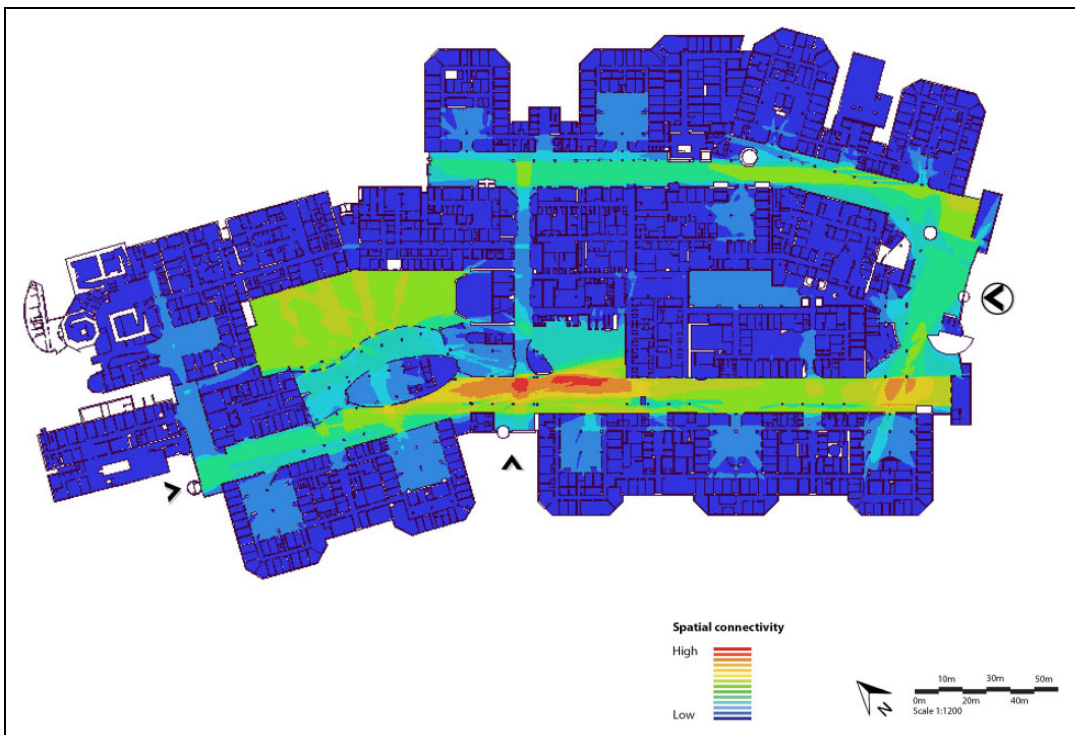 Spatial connectivity
High
Low
N
10m 30m 50m
0m 20m 40m
Scale 1:1200